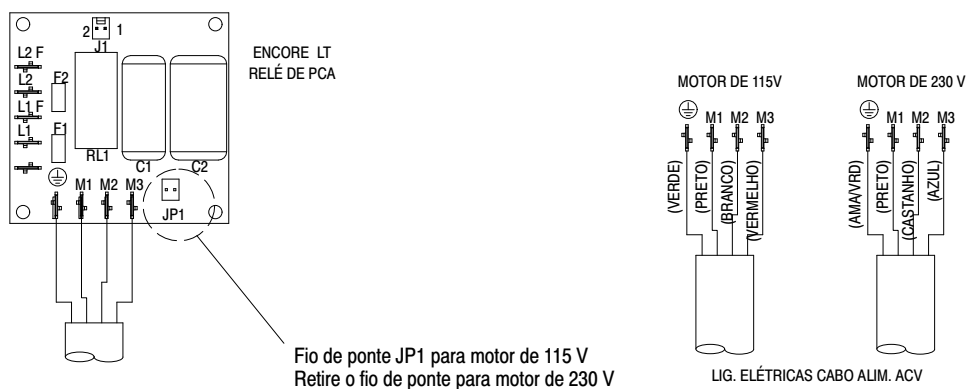 2 1
J1
L2 F
L2
F2
L1 F
L1
F1
RL1
C1
C2
M1 M2 M3
JP1
ENCORE LT
RELÉ DE PCA
Fio de ponte JP1 para motor de 115 V
Retire o fio de ponte para motor de 230 V
MOTOR DE 115V
M1 M2 M3
(VERDE)
(PRETO)
(BRANCO)
(VERMELHO)
MOTOR DE 230 V
M1 M2 M3
(AMA/VRD)
(PRETO)
(CASTANHO)
(AZUL)
LIG. ELÉTRICAS CABO ALIM. ACV